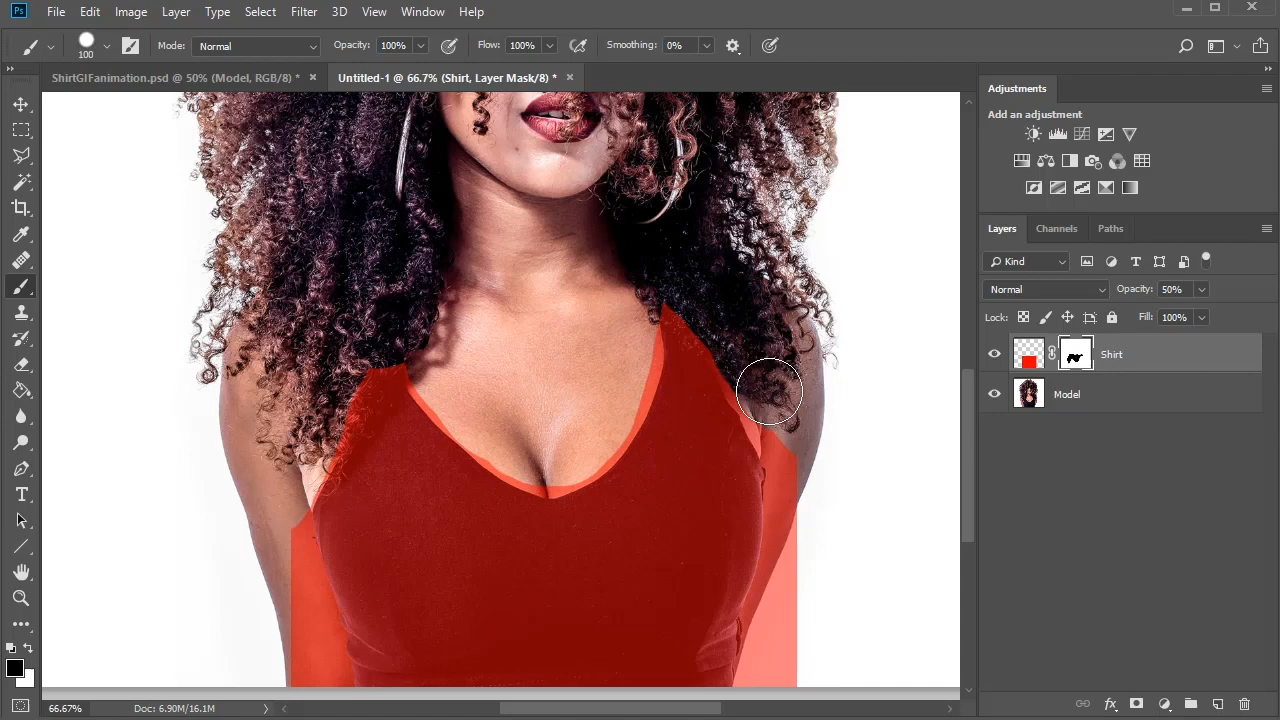 Ps File Edit Image Layer Type Select Filter 3D View Window Help
100 Mode: Normal Opacity: 100% Flow: 100% Smoothing: 0%
ShirtGIFanimation.psd @ 50% (Model, RGB/8) * Untitled-1 @ 66.7% (Shirt, Layer Mask/8) *
Adjustments
Add an adjustment
Layers Channels Paths
Kind
Normal Opacity: 50%
Lock: Fill: 100%
Shirt
Model
66.67% Doc: 6.90M/16.1M